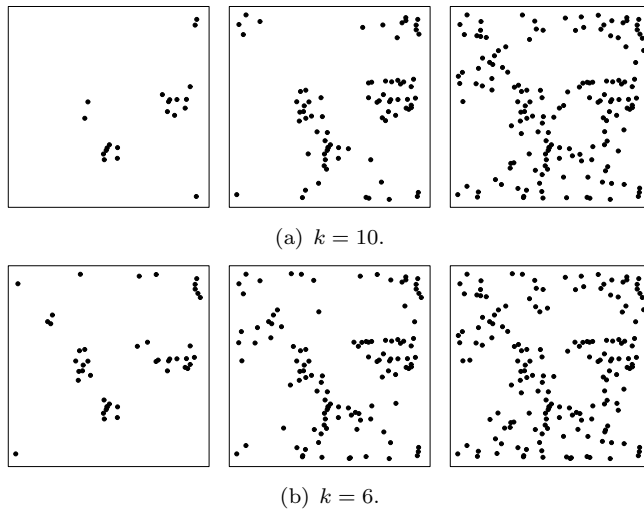 (a) k = 10.
(b) k = 6.